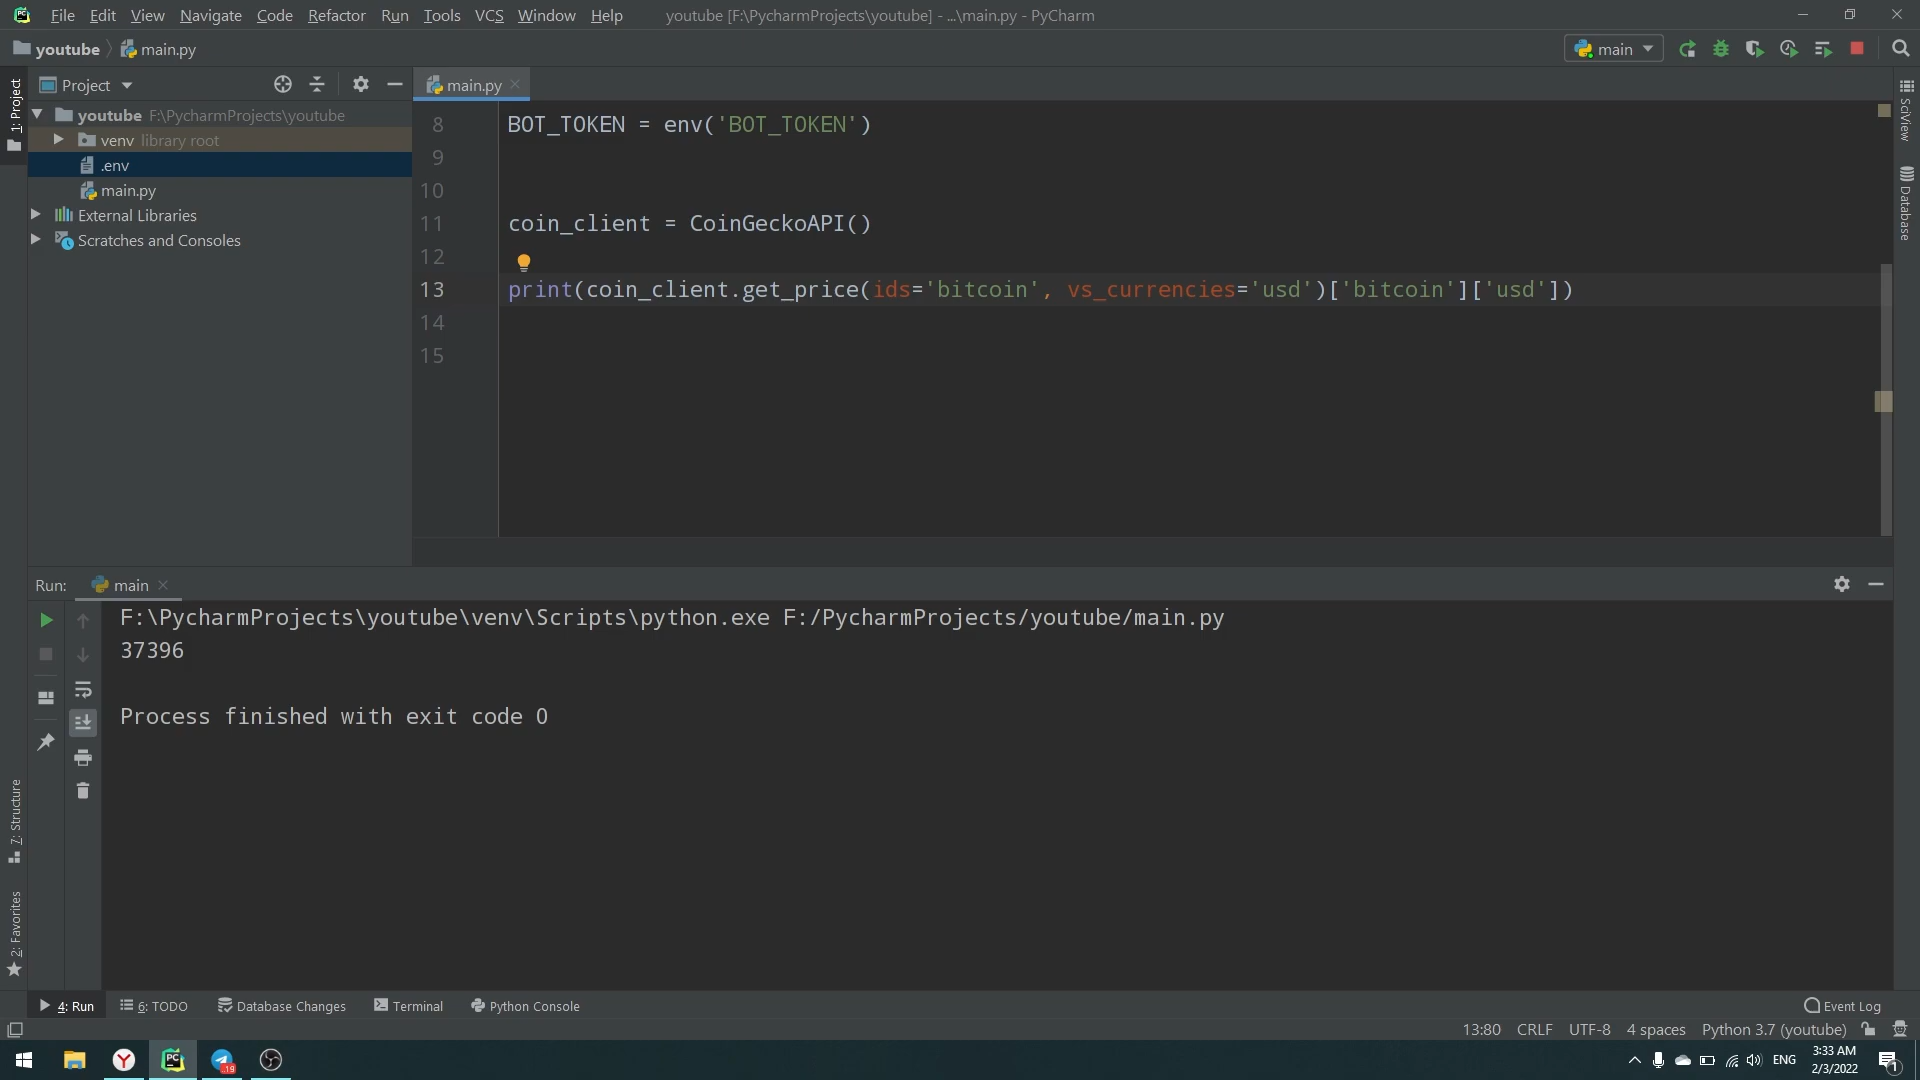 File Edit View Navigate Code Refactor Run Tools VCS Window Help youtube [F:\PycharmProjects\youtube] - ...\main.py - PyCharm
youtube main.py main
1: Project
Project main.py
youtube F:\PycharmProjects\youtube
venv library root
.env
main.py
External Libraries
Scratches and Consoles
8 BOT_TOKEN = env('BOT_TOKEN')
9
10
11 coin_client = CoinGeckoAPI()
12
13 print(coin_client.get_price(ids='bitcoin', vs_currencies='usd')['bitcoin']['usd'])
14
15
SciView
Database
Run: main
F:\PycharmProjects\youtube\venv\Scripts\python.exe F:/PycharmProjects/youtube/main.py
37396
Process finished with exit code 0
7: Structure
2: Favorites
4: Run 6: TODO Database Changes Terminal Python Console Event Log
13:80 CRLF UTF-8 4 spaces Python 3.7 (youtube)
PC 19 ENG 3:33 AM
2/3/2022 1